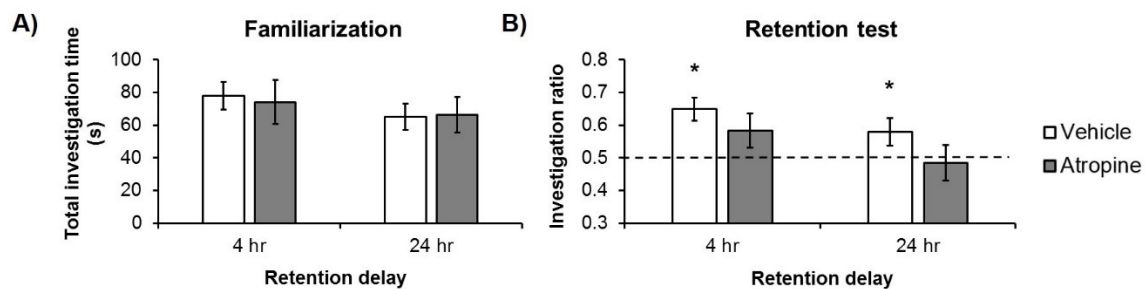 A)
Familiarization
Total investigation time
(s)
100
80
60
40
20
0
4 hr
24 hr
Retention delay
B)
Retention test
Investigation ratio
0.8
0.7
0.6
0.5
0.4
0.3
*
*
4 hr
24 hr
Retention delay
Vehicle
Atropine